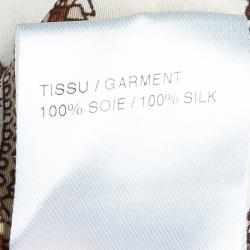 TISSU / GARMENT
100% SOIE / 100% SILK